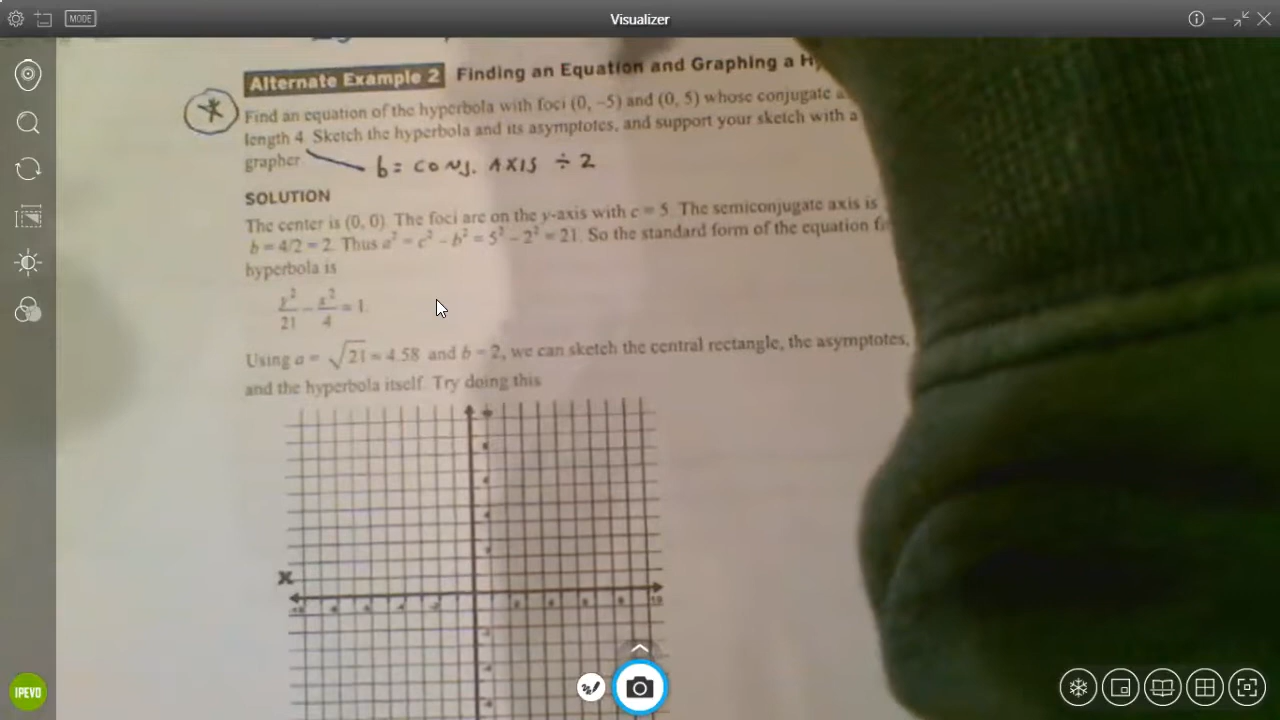 MODE
Visualizer
Alternate Example 2 Finding an Equation and Graphing a
Find an equation of the hyperbola with foci (0, −5) and (0, 5) whose conjugate
length 4. Sketch the hyperbola and its asymptotes, and support your sketch with a
grapher.
b = CONJ. AXIS ÷ 2
SOLUTION
The center is (0, 0). The foci are on the y-axis with c = 5. The semiconjugate axis is
b = 4/2 = 2. Thus a² = c² − b² = 5² − 2² = 21. So the standard form of the equation
hyperbola is
y²/21 − x²/4 = 1.
Using a = √21 ≈ 4.58 and b = 2, we can sketch the central rectangle, the asymptotes,
and the hyperbola itself. Try doing this.
x
IPEVO